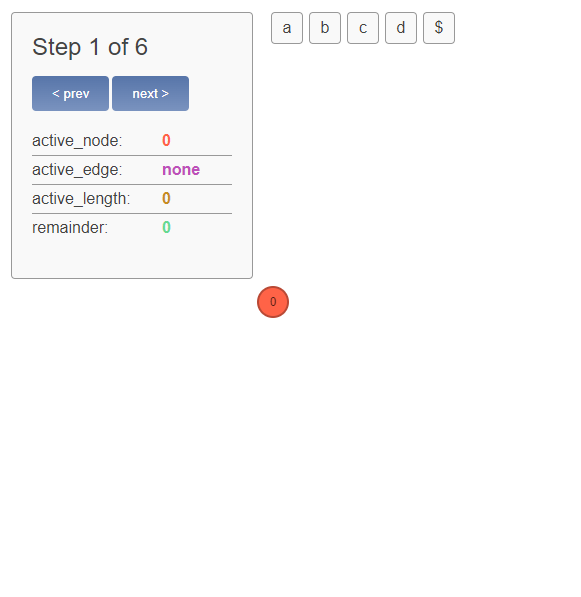 Step 1 of 6
< prev next >
active_node: 0
active_edge: none
active_length: 0
remainder: 0
a b c d $
0